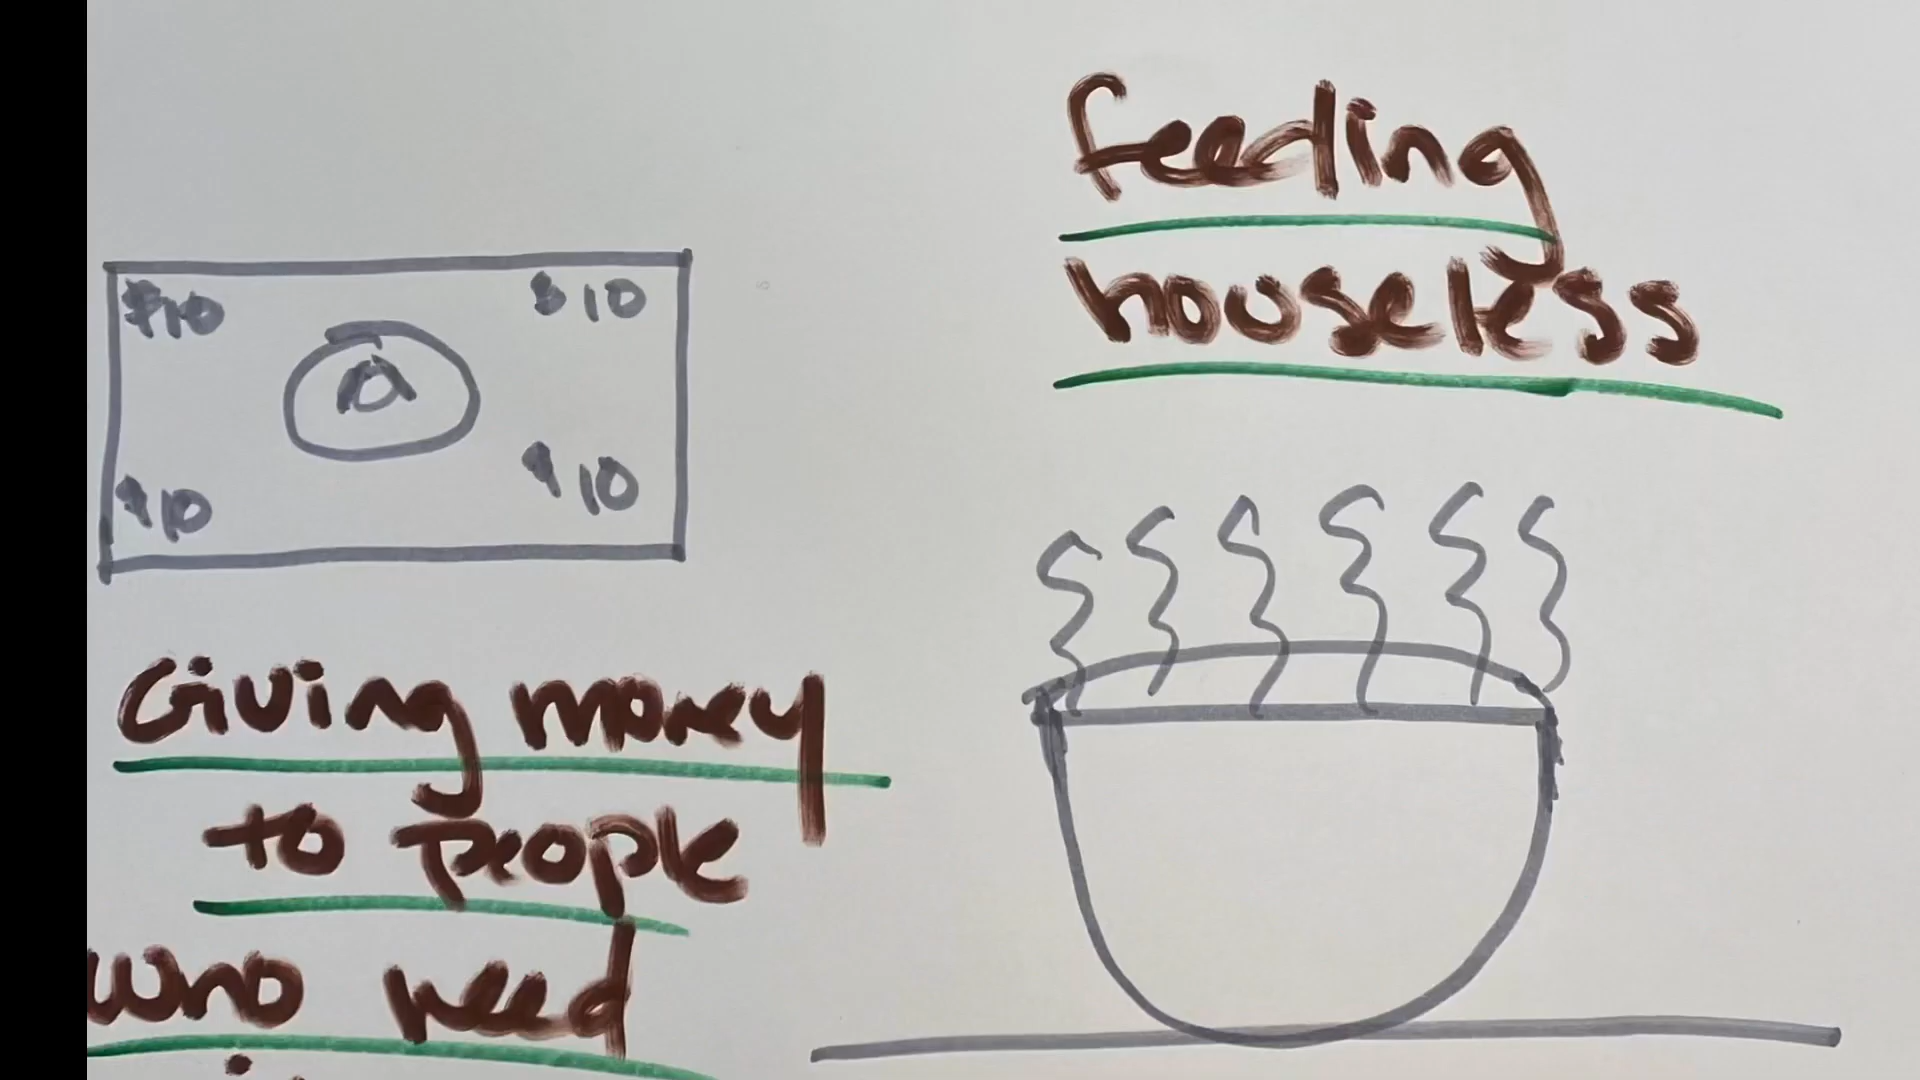 feeding
houseless
$10 $10
$10 $10
Giving money
to people
who need